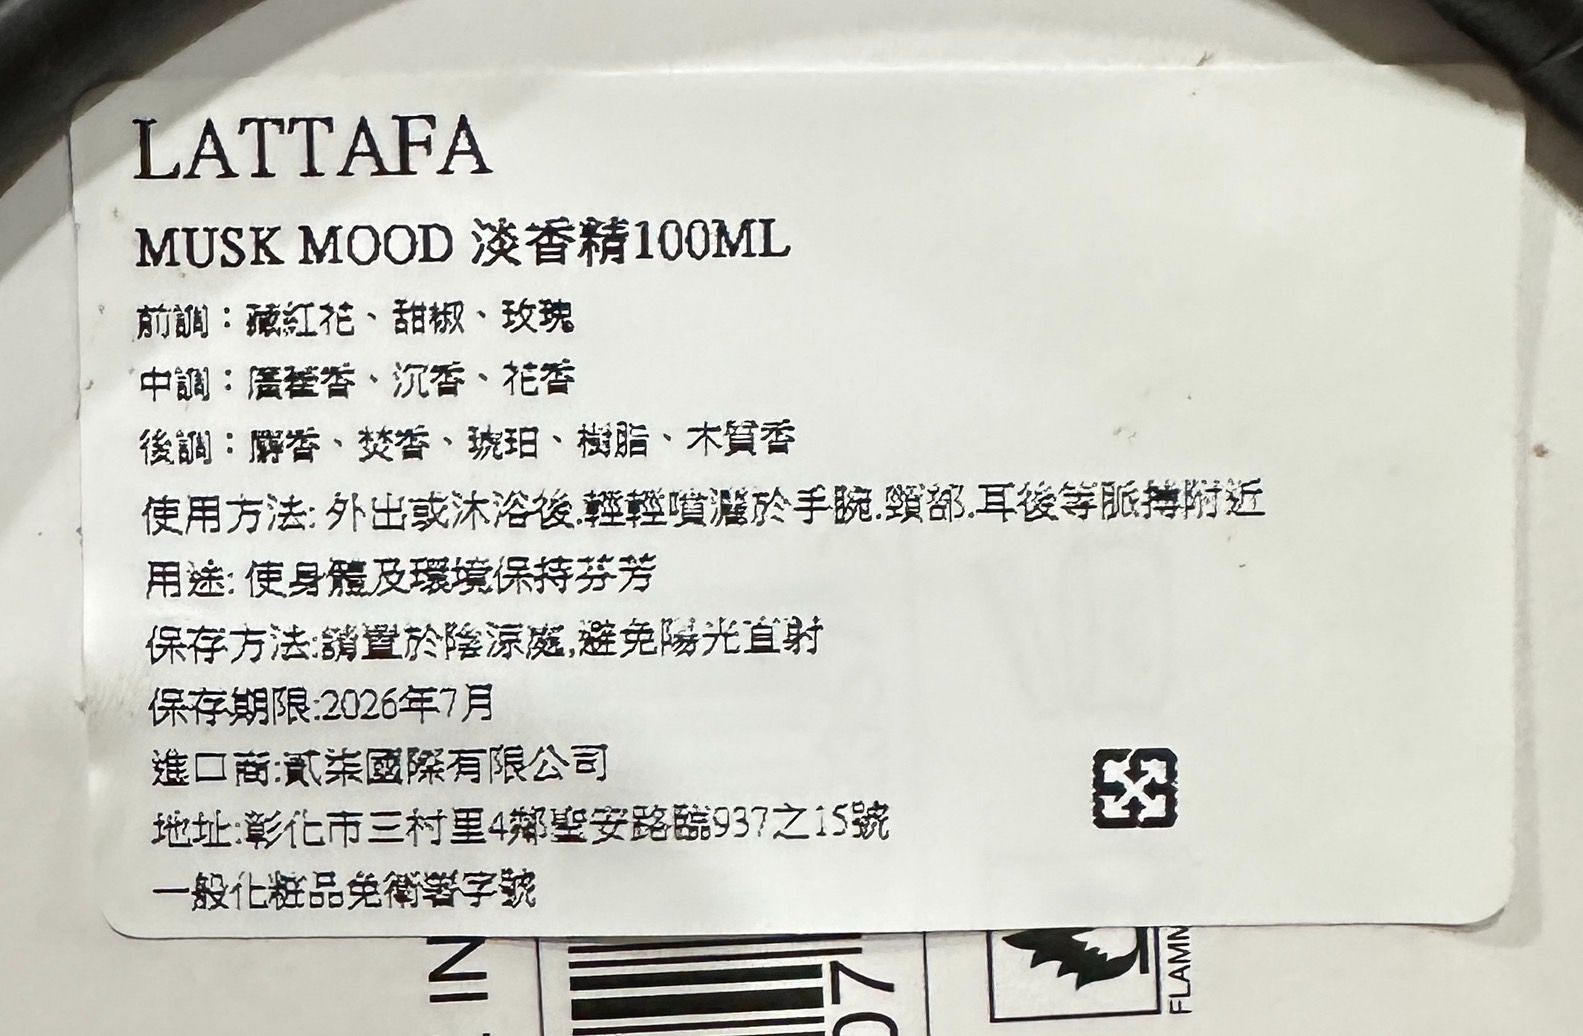 LATTAFA
MUSK MOOD 淡香精100ML
前調：藏紅花、甜椒、玫瑰
中調：廣藿香、沉香、花香
後調：麝香、焚香、琥珀、樹脂、木質香
使用方法: 外出或沐浴後.輕輕噴灑於手腕.頸部.耳後等脈搏附近
用途: 使身體及環境保持芬芳
保存方法:請置於陰涼處,避免陽光直射
保存期限:2026年7月
進口商:貳柒國際有限公司
地址:彰化市三村里4鄰聖安路臨937之15號
一般化粧品免衛署字號
IN
07
FLAMM